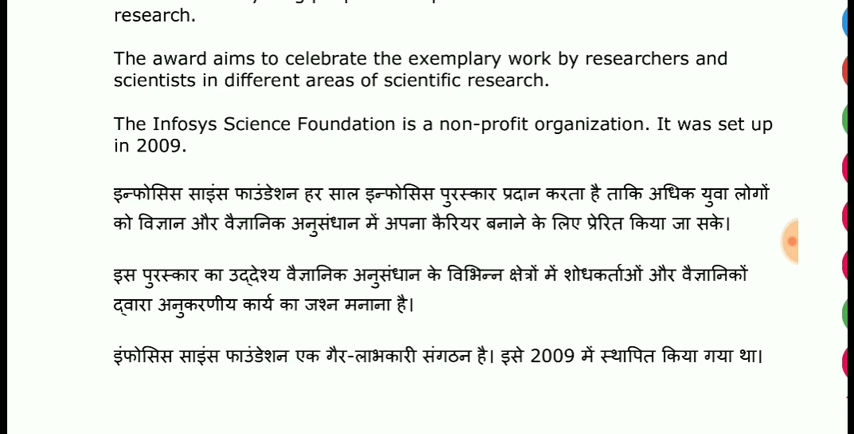 research.
The award aims to celebrate the exemplary work by researchers and
scientists in different areas of scientific research.
The Infosys Science Foundation is a non-profit organization. It was set up
in 2009.
इन्फोसिस साइंस फाउंडेशन हर साल इन्फोसिस पुरस्कार प्रदान करता है ताकि अधिक युवा लोगों
को विज्ञान और वैज्ञानिक अनुसंधान में अपना कैरियर बनाने के लिए प्रेरित किया जा सके।
इस पुरस्कार का उद्देश्य वैज्ञानिक अनुसंधान के विभिन्न क्षेत्रों में शोधकर्ताओं और वैज्ञानिकों
द्वारा अनुकरणीय कार्य का जश्न मनाना है।
इंफोसिस साइंस फाउंडेशन एक गैर-लाभकारी संगठन है। इसे 2009 में स्थापित किया गया था।